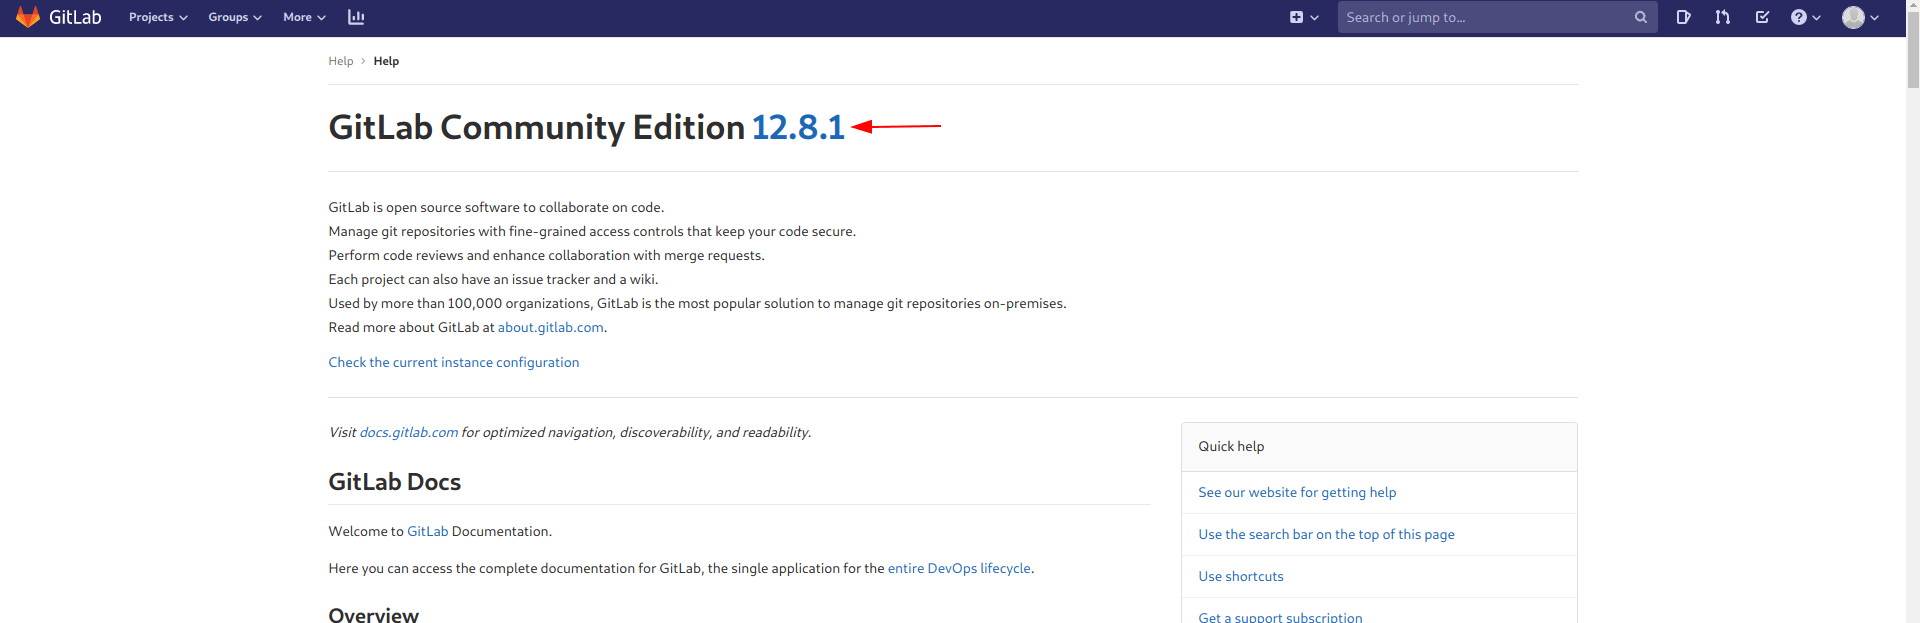 GitLab Projects Groups More Search or jump to...
Help › Help
GitLab Community Edition 12.8.1
GitLab is open source software to collaborate on code.
Manage git repositories with fine-grained access controls that keep your code secure.
Perform code reviews and enhance collaboration with merge requests.
Each project can also have an issue tracker and a wiki.
Used by more than 100,000 organizations, GitLab is the most popular solution to manage git repositories on-premises.
Read more about GitLab at about.gitlab.com.
Check the current instance configuration
Visit docs.gitlab.com for optimized navigation, discoverability, and readability.
GitLab Docs
Welcome to GitLab Documentation.
Here you can access the complete documentation for GitLab, the single application for the entire DevOps lifecycle.
Overview
Quick help
See our website for getting help
Use the search bar on the top of this page
Use shortcuts
Get a support subscription